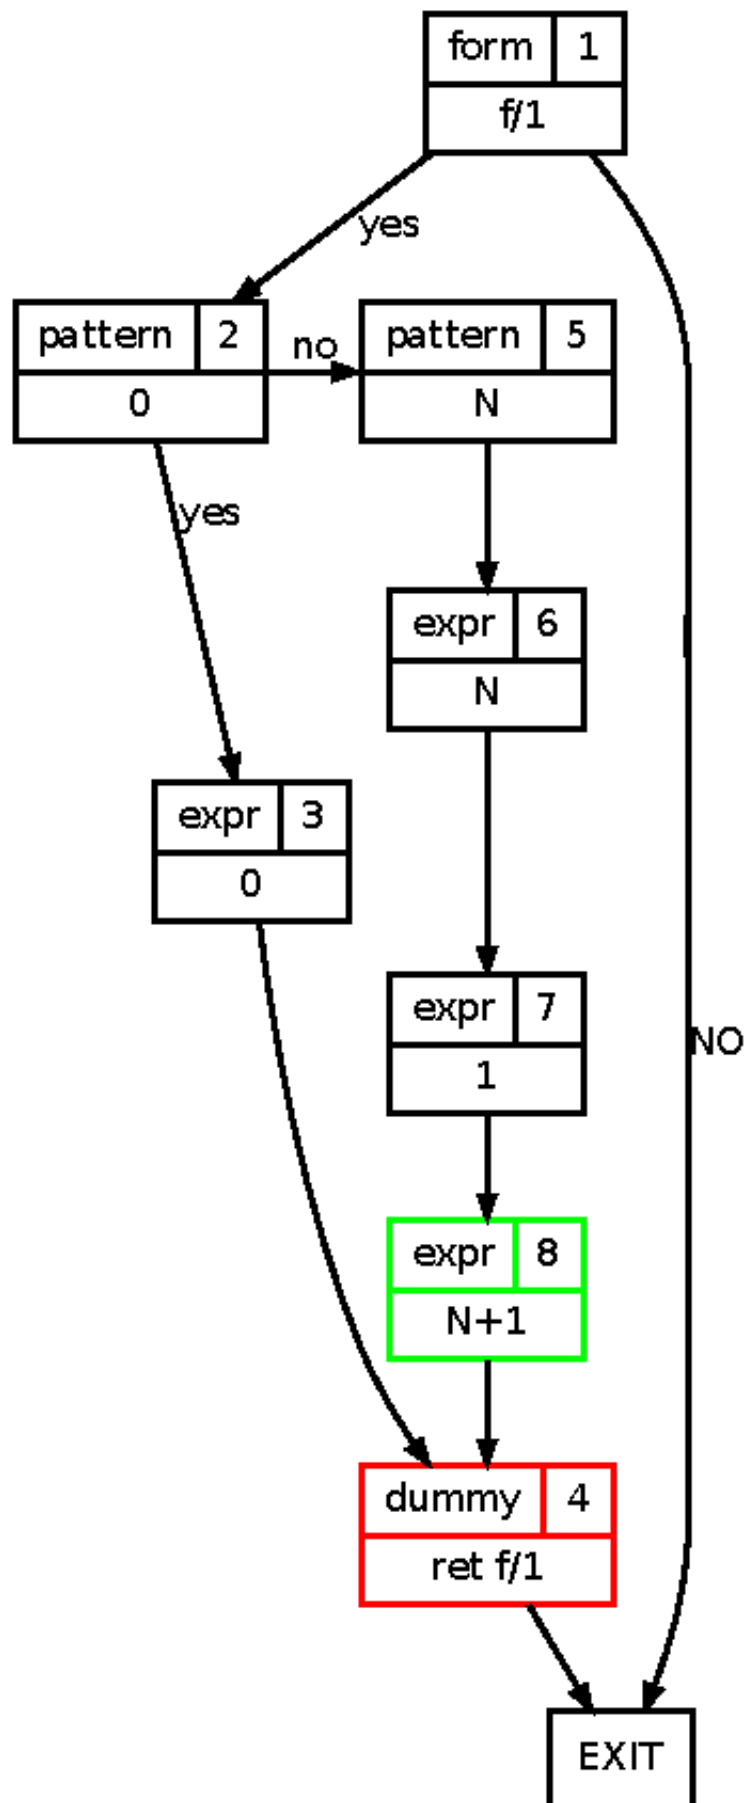 form 1
f/1
yes
pattern 2
0
no
pattern 5
N
yes
expr 6
N
expr 3
0
expr 7
1
NO
expr 8
N+1
dummy 4
ret f/1
EXIT